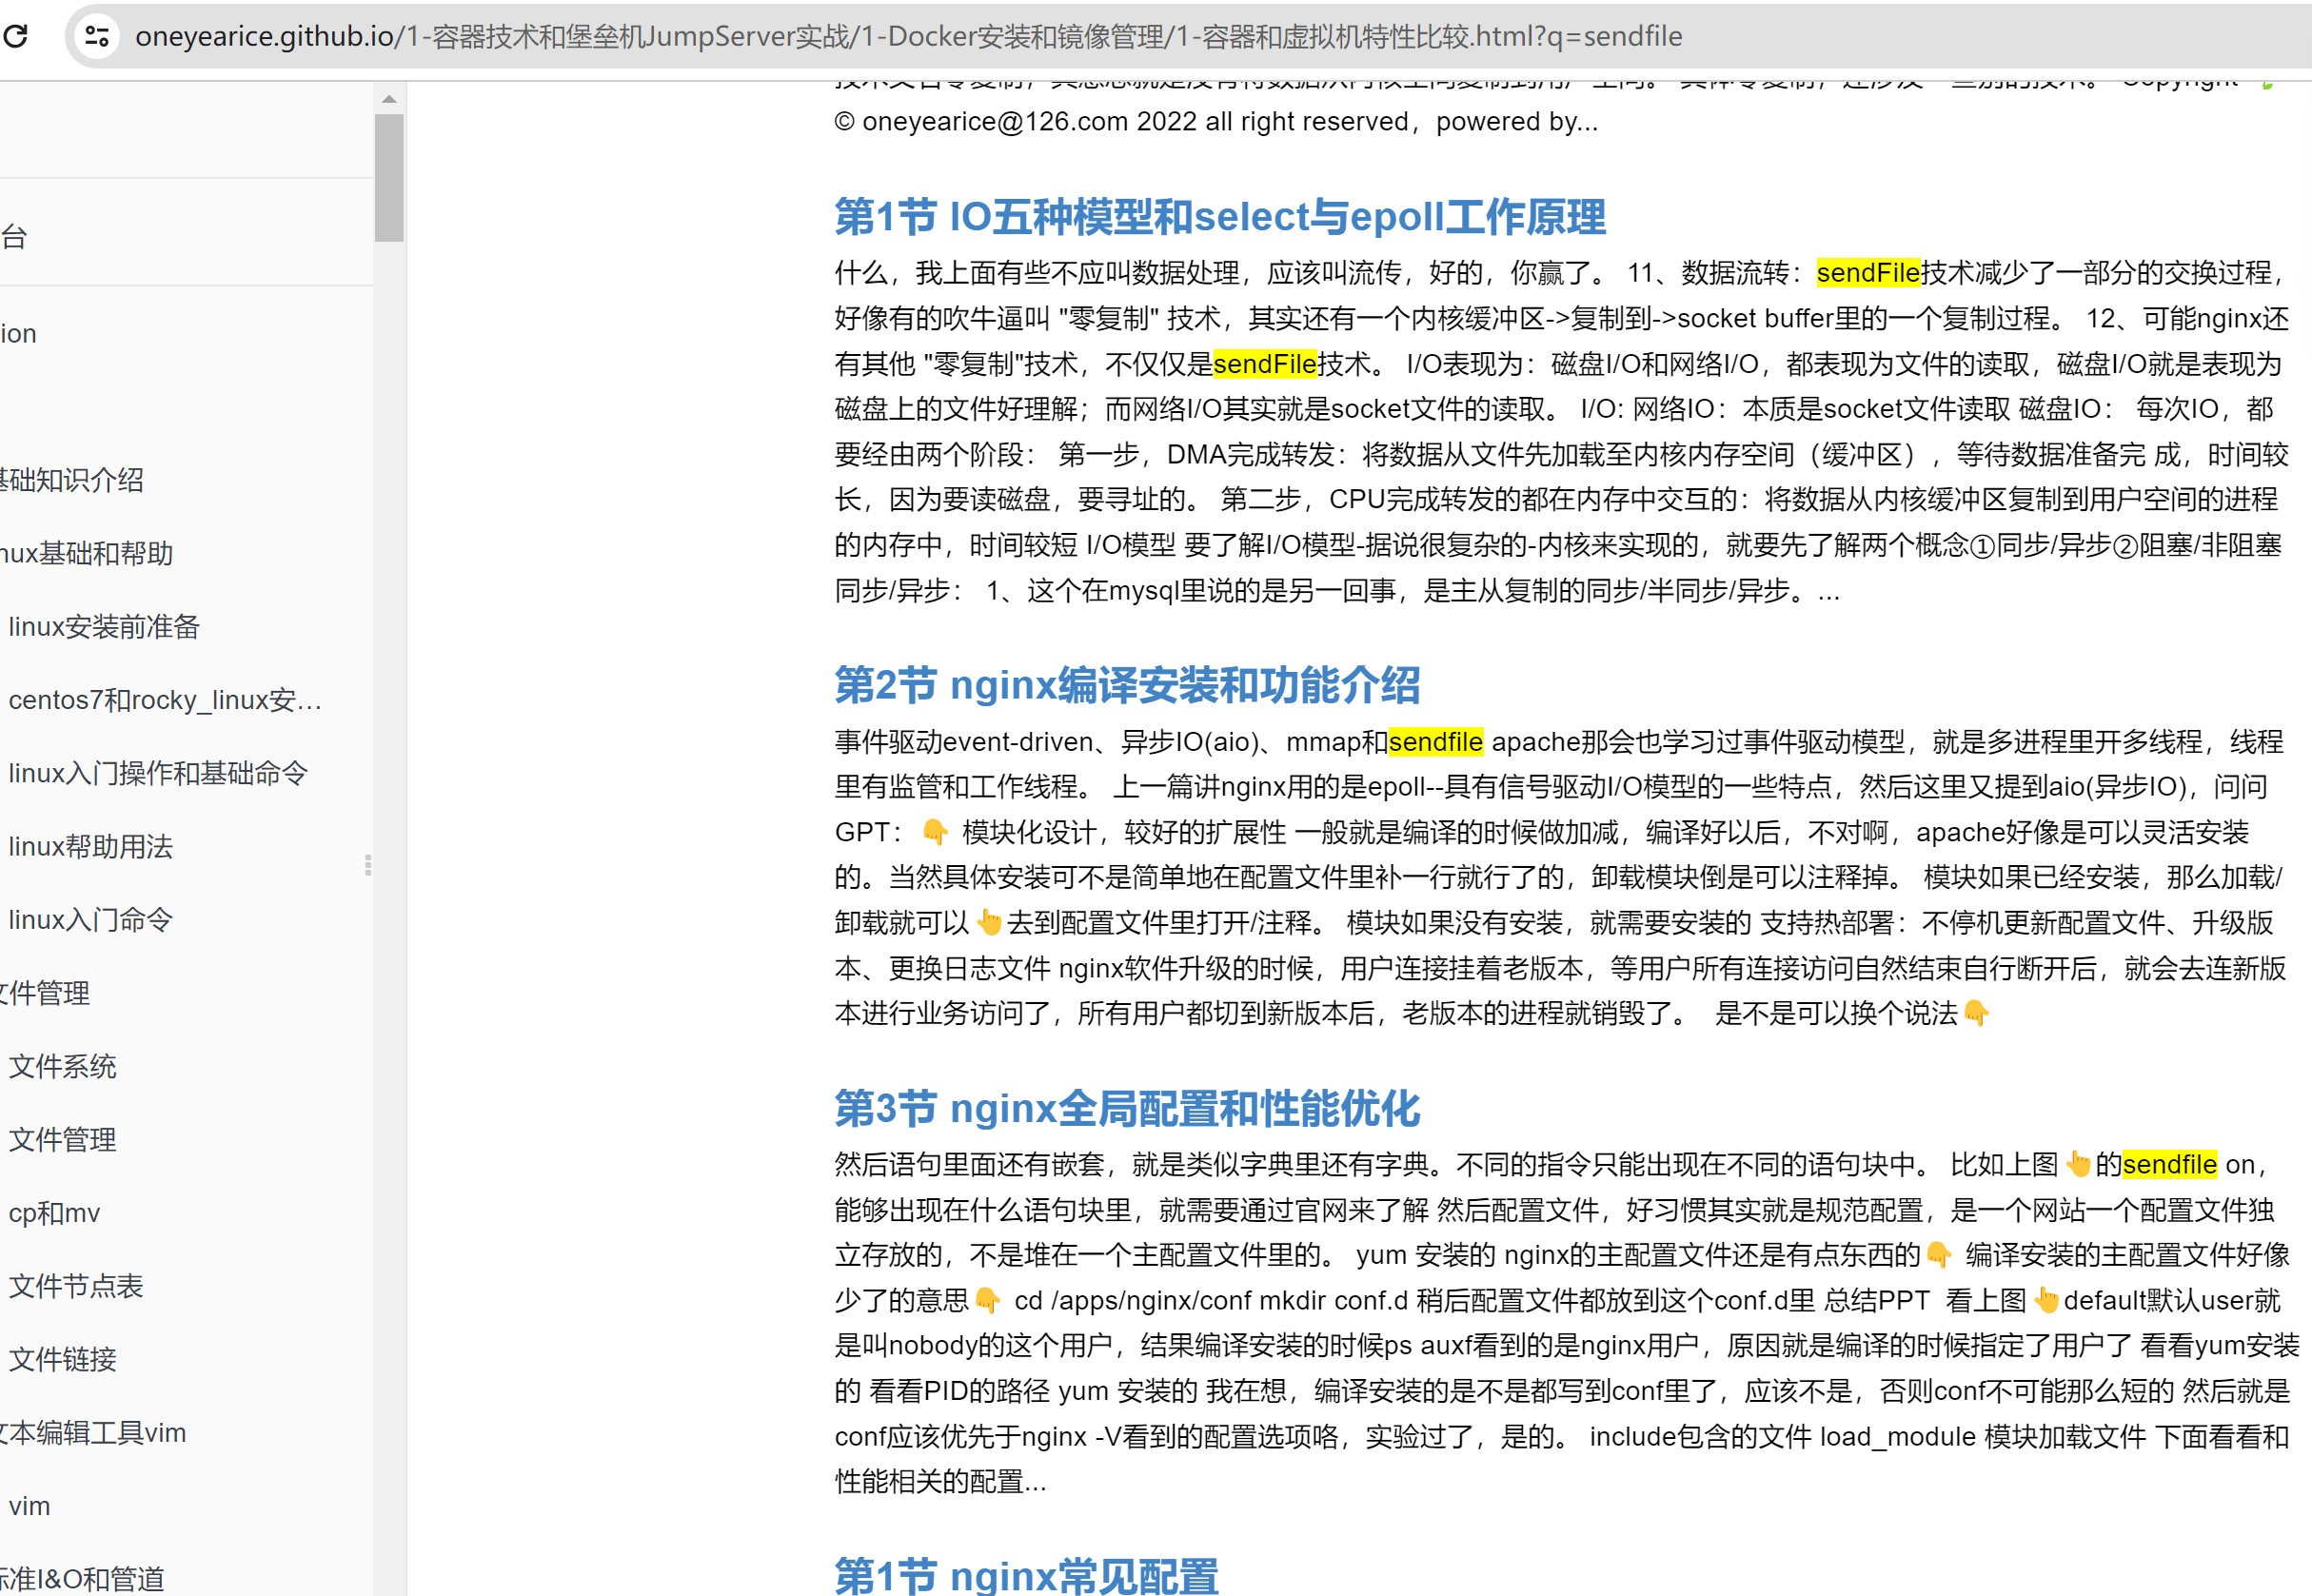 oneyearice.github.io/1-容器技术和堡垒机JumpServer实战/1-Docker安装和镜像管理/1-容器和虚拟机特性比较.html?q=sendfile
台
ion
基础知识介绍
nux基础和帮助
linux安装前准备
centos7和rocky_linux安...
linux入门操作和基础命令
linux帮助用法
linux入门命令
文件管理
文件系统
文件管理
cp和mv
文件节点表
文件链接
文本编辑工具vim
vim
标准I&O和管道
技术又名零复制，其意思就是没有将数据从内核空间复制到用户空间。 具体零复制，还涉及一些别的技术。 Copyright
© oneyearice@126.com 2022 all right reserved，powered by...
第1节 IO五种模型和select与epoll工作原理
什么，我上面有些不应叫数据处理，应该叫流传，好的，你赢了。 11、数据流转：sendFile技术减少了一部分的交换过程，
好像有的吹牛逼叫 "零复制" 技术，其实还有一个内核缓冲区->复制到->socket buffer里的一个复制过程。 12、可能nginx还
有其他 "零复制"技术，不仅仅是sendFile技术。 I/O表现为：磁盘I/O和网络I/O，都表现为文件的读取，磁盘I/O就是表现为
磁盘上的文件好理解；而网络I/O其实就是socket文件的读取。 I/O: 网络IO：本质是socket文件读取 磁盘IO： 每次IO，都
要经由两个阶段： 第一步，DMA完成转发：将数据从文件先加载至内核内存空间（缓冲区），等待数据准备完 成，时间较
长，因为要读磁盘，要寻址的。 第二步，CPU完成转发的都在内存中交互的：将数据从内核缓冲区复制到用户空间的进程
的内存中，时间较短 I/O模型 要了解I/O模型-据说很复杂的-内核来实现的，就要先了解两个概念①同步/异步②阻塞/非阻塞
同步/异步： 1、这个在mysql里说的是另一回事，是主从复制的同步/半同步/异步。...
第2节 nginx编译安装和功能介绍
事件驱动event-driven、异步IO(aio)、mmap和sendfile apache那会也学习过事件驱动模型，就是多进程里开多线程，线程
里有监管和工作线程。 上一篇讲nginx用的是epoll--具有信号驱动I/O模型的一些特点，然后这里又提到aio(异步IO)，问问
GPT：👇 模块化设计，较好的扩展性 一般就是编译的时候做加减，编译好以后，不对啊，apache好像是可以灵活安装
的。当然具体安装可不是简单地在配置文件里补一行就行了的，卸载模块倒是可以注释掉。 模块如果已经安装，那么加载/
卸载就可以👆去到配置文件里打开/注释。 模块如果没有安装，就需要安装的 支持热部署：不停机更新配置文件、升级版
本、更换日志文件 nginx软件升级的时候，用户连接挂着老版本，等用户所有连接访问自然结束自行断开后，就会去连新版
本进行业务访问了，所有用户都切到新版本后，老版本的进程就销毁了。 是不是可以换个说法👇
第3节 nginx全局配置和性能优化
然后语句里面还有嵌套，就是类似字典里还有字典。不同的指令只能出现在不同的语句块中。 比如上图👆的sendfile on，
能够出现在什么语句块里，就需要通过官网来了解 然后配置文件，好习惯其实就是规范配置，是一个网站一个配置文件独
立存放的，不是堆在一个主配置文件里的。 yum 安装的 nginx的主配置文件还是有点东西的👇 编译安装的主配置文件好像
少了的意思👇 cd /apps/nginx/conf mkdir conf.d 稍后配置文件都放到这个conf.d里 总结PPT 看上图👆default默认user就
是叫nobody的这个用户，结果编译安装的时候ps auxf看到的是nginx用户，原因就是编译的时候指定了用户了 看看yum安装
的 看看PID的路径 yum 安装的 我在想，编译安装的是不是都写到conf里了，应该不是，否则conf不可能那么短的 然后就是
conf应该优先于nginx -V看到的配置选项咯，实验过了，是的。 include包含的文件 load_module 模块加载文件 下面看看和
性能相关的配置...
第1节 nginx常见配置